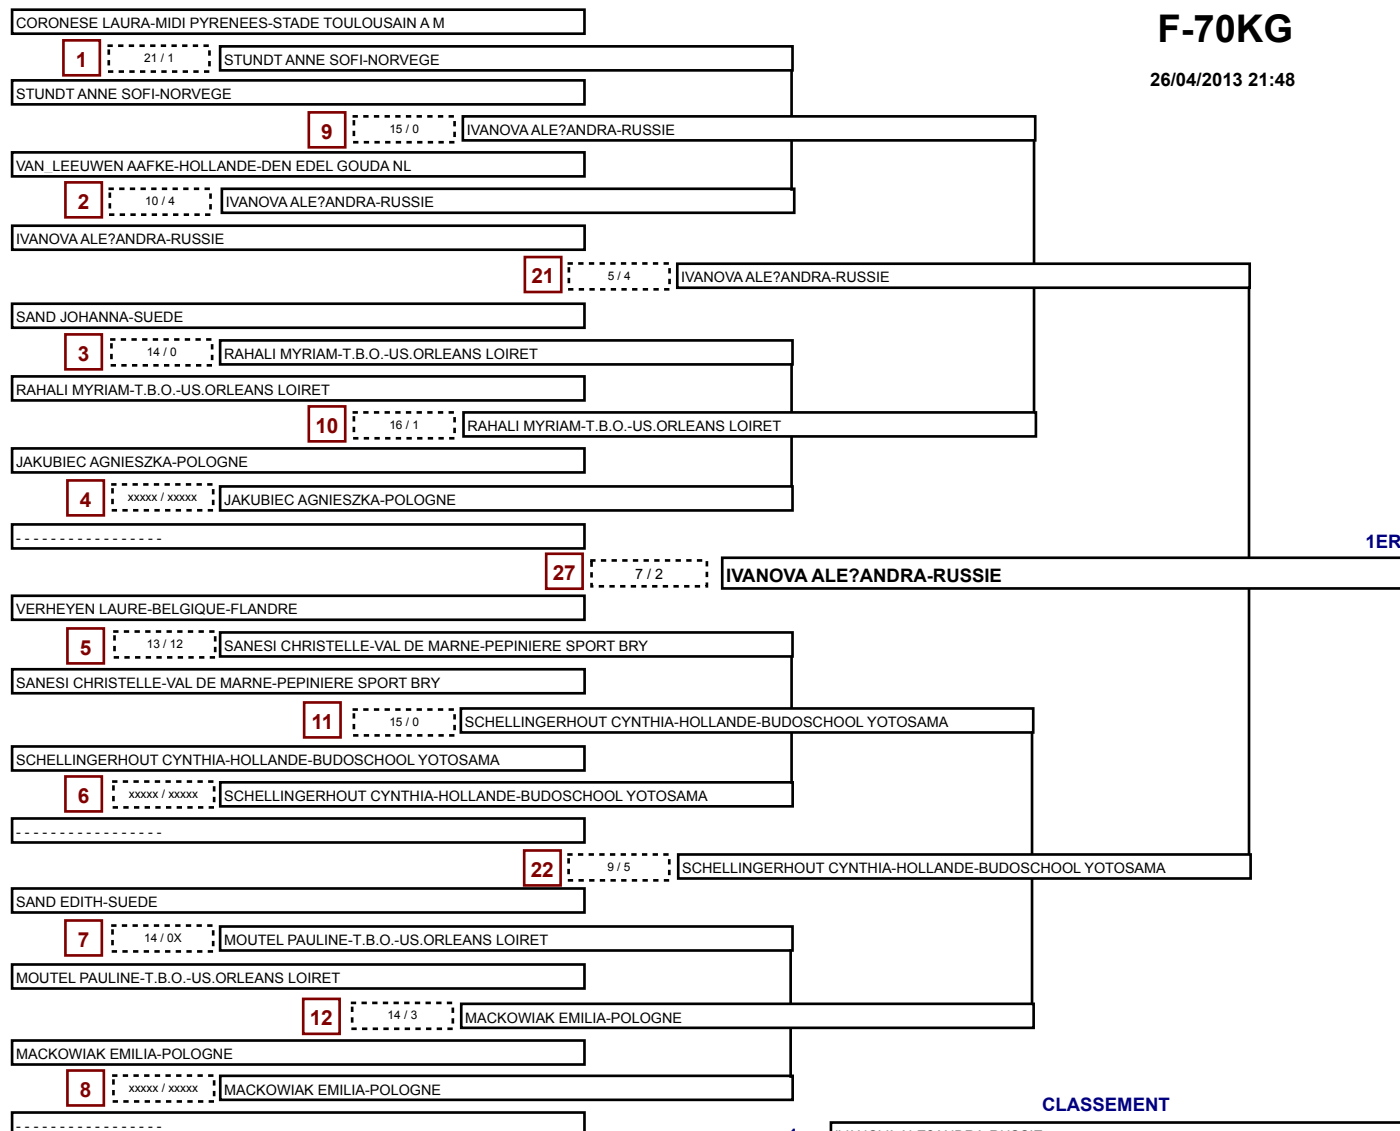 CORONESE LAURA-MIDI PYRENEES-STADE TOULOUSAIN A M
F-70KG
1 21 / 1 STUNDT ANNE SOFI-NORVEGE
26/04/2013 21:48
STUNDT ANNE SOFI-NORVEGE
9 15 / 0 IVANOVA ALE?ANDRA-RUSSIE
VAN_LEEUWEN AAFKE-HOLLANDE-DEN EDEL GOUDA NL
2 10 / 4 IVANOVA ALE?ANDRA-RUSSIE
IVANOVA ALE?ANDRA-RUSSIE
21 5 / 4 IVANOVA ALE?ANDRA-RUSSIE
SAND JOHANNA-SUEDE
3 14 / 0 RAHALI MYRIAM-T.B.O.-US.ORLEANS LOIRET
RAHALI MYRIAM-T.B.O.-US.ORLEANS LOIRET
10 16 / 1 RAHALI MYRIAM-T.B.O.-US.ORLEANS LOIRET
JAKUBIEC AGNIESZKA-POLOGNE
4 xxxxx / xxxxx JAKUBIEC AGNIESZKA-POLOGNE
- - - - - - - - - - - - - - - - -
1ER
27 7 / 2 IVANOVA ALE?ANDRA-RUSSIE
VERHEYEN LAURE-BELGIQUE-FLANDRE
5 13 / 12 SANESI CHRISTELLE-VAL DE MARNE-PEPINIERE SPORT BRY
SANESI CHRISTELLE-VAL DE MARNE-PEPINIERE SPORT BRY
11 15 / 0 SCHELLINGERHOUT CYNTHIA-HOLLANDE-BUDOSCHOOL YOTOSAMA
SCHELLINGERHOUT CYNTHIA-HOLLANDE-BUDOSCHOOL YOTOSAMA
6 xxxxx / xxxxx SCHELLINGERHOUT CYNTHIA-HOLLANDE-BUDOSCHOOL YOTOSAMA
- - - - - - - - - - - - - - - - -
22 9 / 5 SCHELLINGERHOUT CYNTHIA-HOLLANDE-BUDOSCHOOL YOTOSAMA
SAND EDITH-SUEDE
7 14 / 0X MOUTEL PAULINE-T.B.O.-US.ORLEANS LOIRET
MOUTEL PAULINE-T.B.O.-US.ORLEANS LOIRET
12 14 / 3 MACKOWIAK EMILIA-POLOGNE
MACKOWIAK EMILIA-POLOGNE
8 xxxxx / xxxxx MACKOWIAK EMILIA-POLOGNE
CLASSEMENT
- - - - - - - - - - - - - - - - -